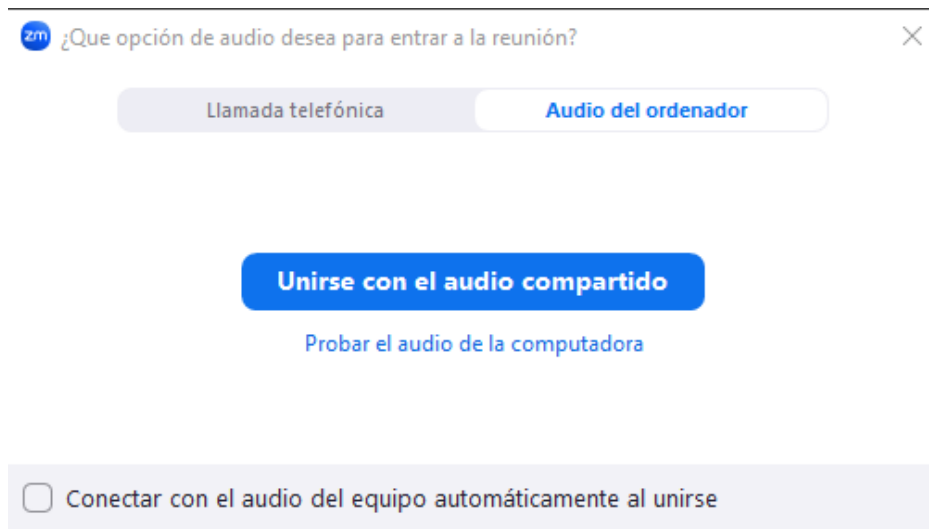 zm ¿Que opción de audio desea para entrar a la reunión?
Llamada telefónica Audio del ordenador
Unirse con el audio compartido
Probar el audio de la computadora
Conectar con el audio del equipo automáticamente al unirse